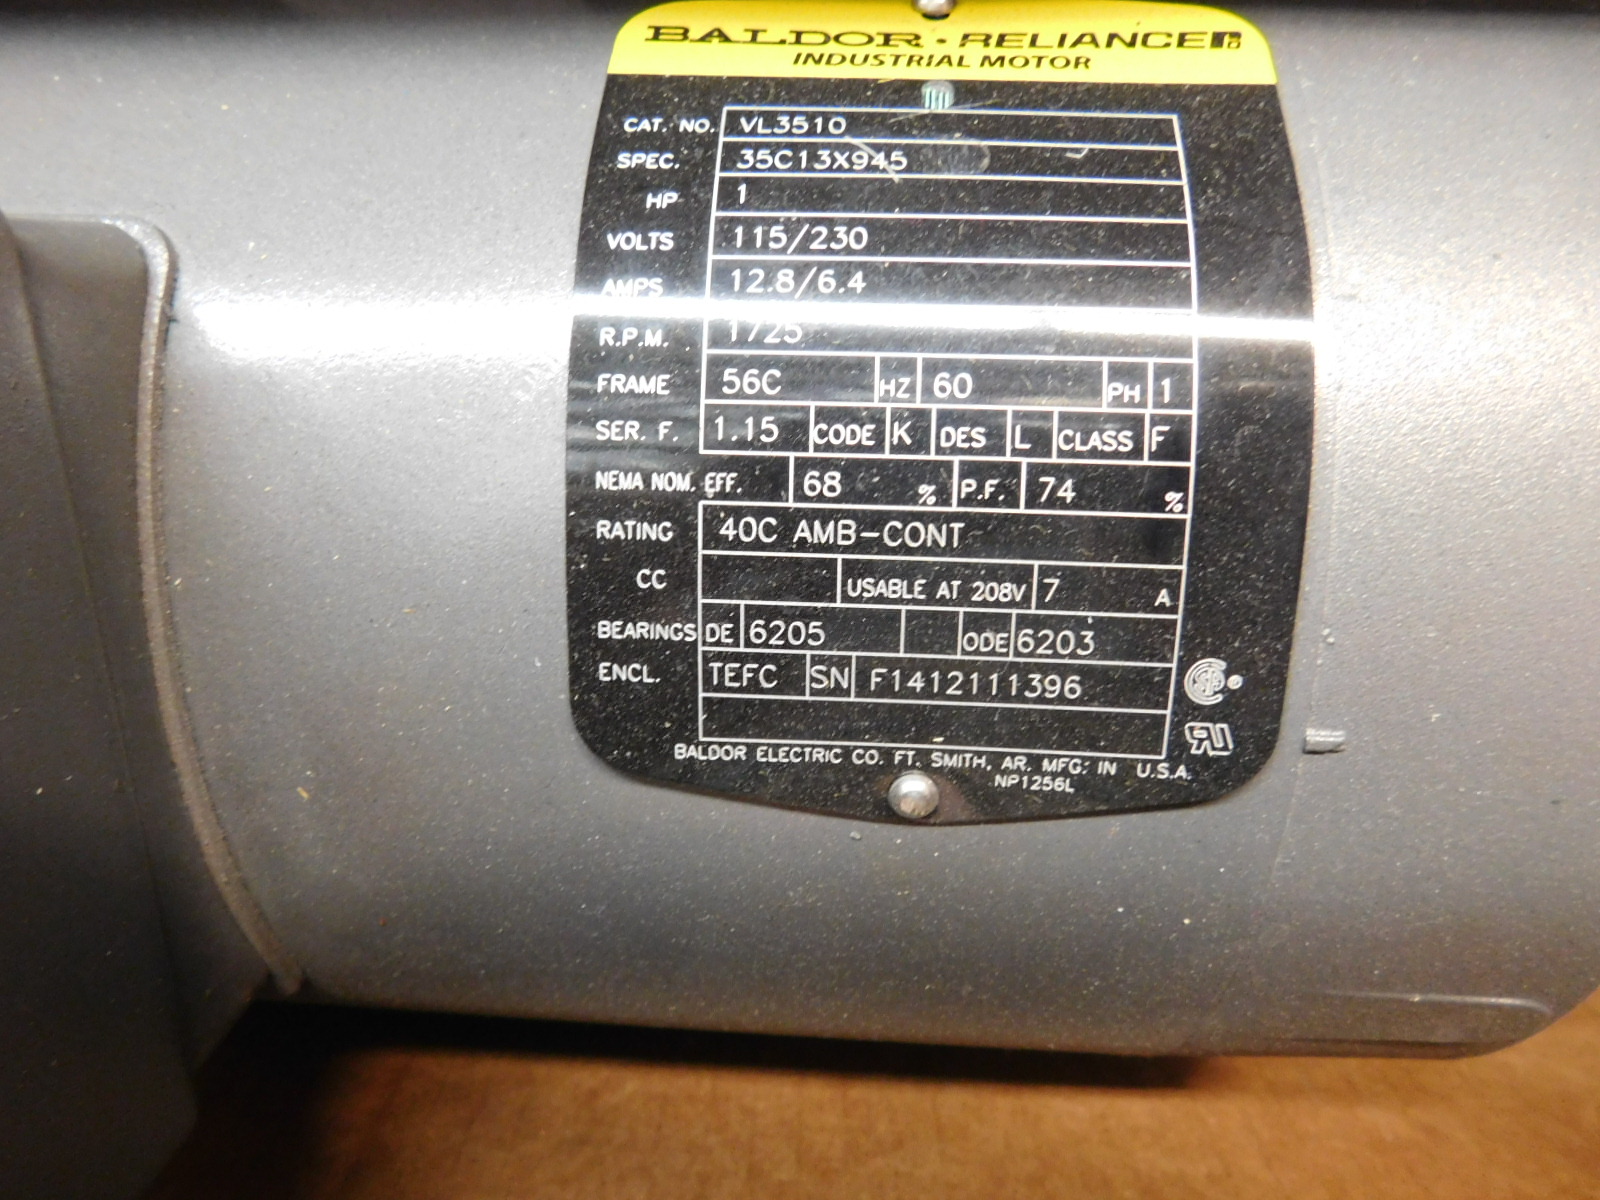 BALDOR • RELIANCE
INDUSTRIAL MOTOR
CAT. NO. VL3510
SPEC. 35C13X945
HP 1
VOLTS 115/230
AMPS 12.8/6.4
R.P.M. 1725
FRAME 56C HZ 60 PH 1
SER. F. 1.15 CODE K DES L CLASS F
NEMA NOM. EFF. 68 % P.F. 74 %
RATING 40C AMB-CONT
CC USABLE AT 208V 7 A
BEARINGS DE 6205 ODE 6203
ENCL. TEFC SN F1412111396
BALDOR ELECTRIC CO. FT. SMITH, AR. MFG. IN U.S.A.
NP1256L